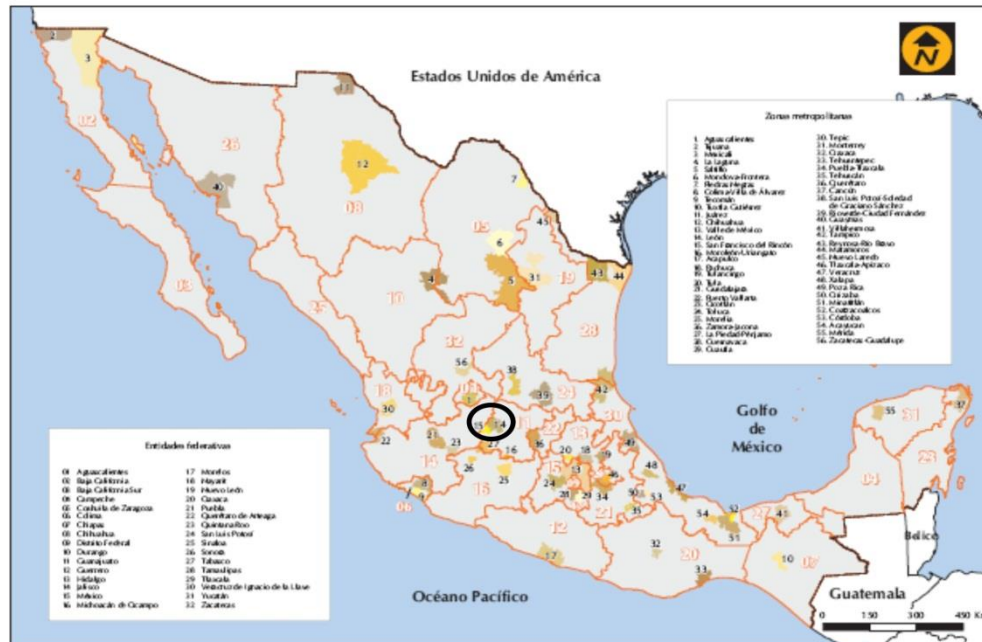 N
Estados Unidos de América
Zonas metropolitanas
1. Aguascalientes
2. Tijuana
3. Mexicali
4. La Laguna
5. Saltillo
6. Monclova-Frontera
7. Piedras Negras
8. Colima-Villa de Álvarez
9. Tecomán
10. Tuxtla Gutiérrez
11. Juárez
12. Chihuahua
13. Valle de México
14. León
15. San Francisco del Rincón
16. Moroleón-Uriangato
17. Acapulco
18. Pachuca
19. Tulancingo
20. Tula
21. Guadalajara
22. Puerto Vallarta
23. Ocotlán
24. Toluca
25. Morelia
26. Zamora-Jacona
27. La Piedad-Pénjamo
28. Cuernavaca
29. Cuautla
30. Tepic
31. Monterrey
32. Oaxaca
33. Tehuantepec
34. Puebla-Tlaxcala
35. Tehuacán
36. Querétaro
37. Cancún
38. San Luis Potosí-Soledad
de Graciano Sánchez
39. Rioverde-Ciudad Fernández
40. Guaymas
41. Villahermosa
42. Tampico
43. Reynosa-Río Bravo
44. Matamoros
45. Nuevo Laredo
46. Tlaxcala-Apizaco
47. Veracruz
48. Xalapa
49. Poza Rica
50. Orizaba
51. Minatitlán
52. Coatzacoalcos
53. Córdoba
54. Acayucan
55. Mérida
56. Zacatecas-Guadalupe
Golfo
de
México
Entidades federativas
01 Aguascalientes
02 Baja California
03 Baja California Sur
04 Campeche
05 Coahuila de Zaragoza
06 Colima
07 Chiapas
08 Chihuahua
09 Distrito Federal
10 Durango
11 Guanajuato
12 Guerrero
13 Hidalgo
14 Jalisco
15 México
16 Michoacán de Ocampo
17 Morelos
18 Nayarit
19 Nuevo León
20 Oaxaca
21 Puebla
22 Querétaro de Arteaga
23 Quintana Roo
24 San Luis Potosí
25 Sinaloa
26 Sonora
27 Tabasco
28 Tamaulipas
29 Tlaxcala
30 Veracruz de Ignacio de la Llave
31 Yucatán
32 Zacatecas
Océano Pacífico
Belice
Guatemala
0 150 300 450